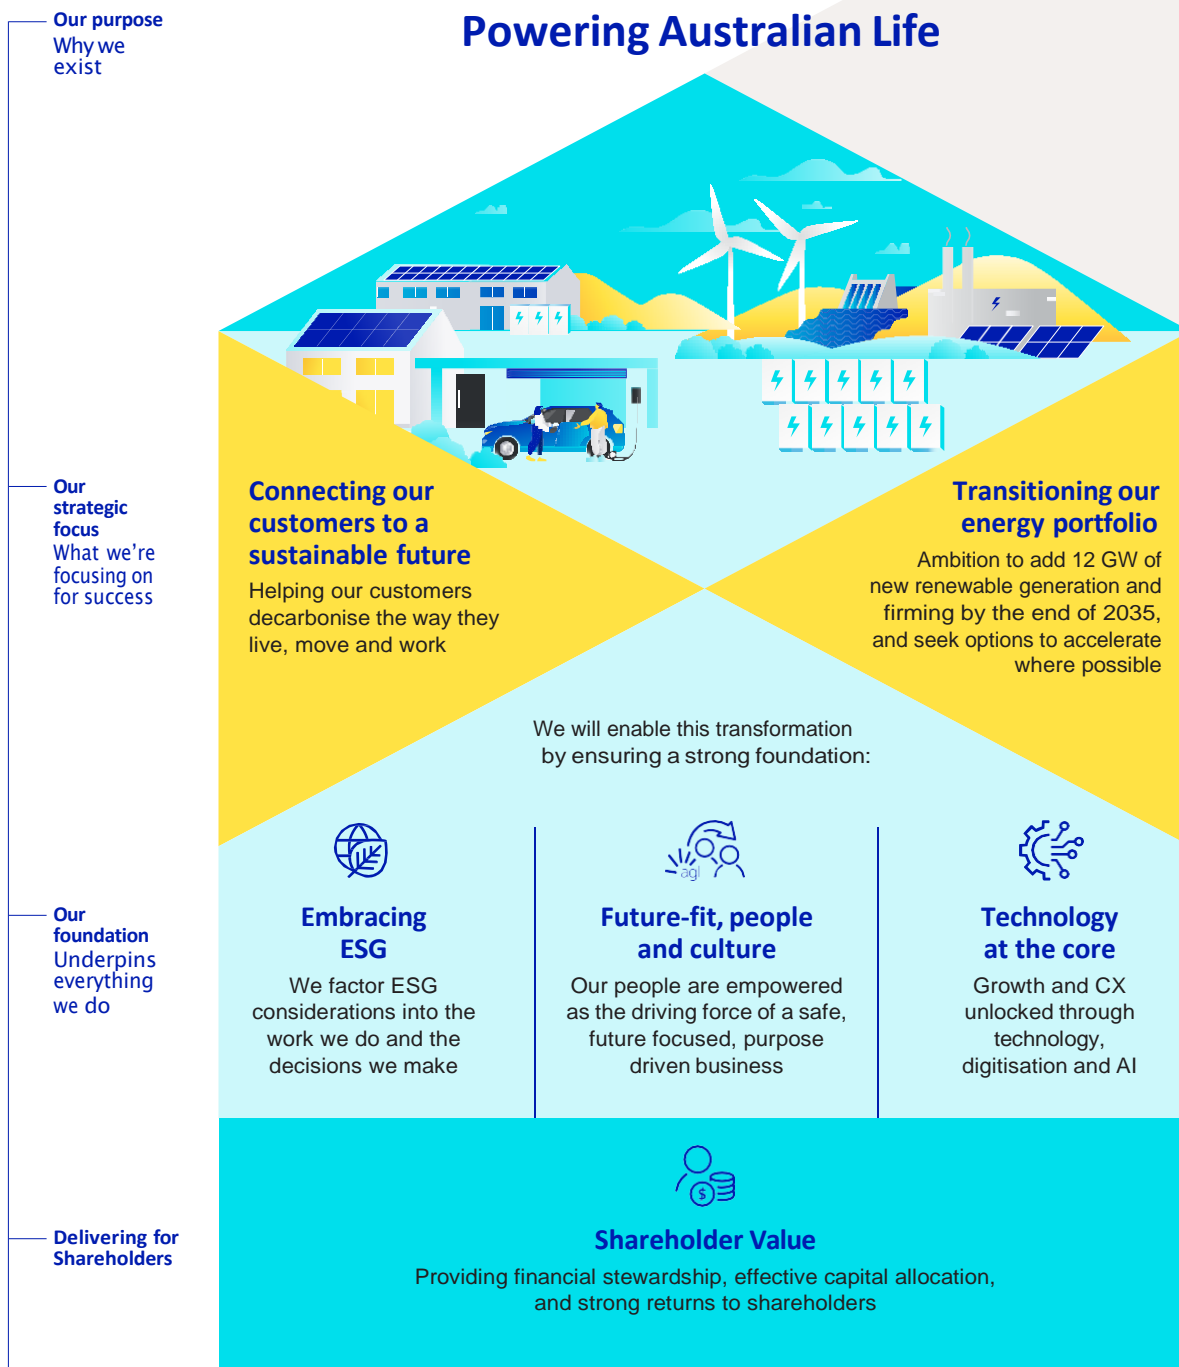 Our purpose
Why we
exist
Powering Australian Life
Our
strategic
focus
What we’re
focusing on
for success
Connecting our
customers to a
sustainable future
Helping our customers
decarbonise the way they
live, move and work
Transitioning our
energy portfolio
Ambition to add 12 GW of
new renewable generation and
firming by the end of 2035,
and seek options to accelerate
where possible
We will enable this transformation
by ensuring a strong foundation:
Our
foundation
Underpins
everything
we do
Embracing
ESG
We factor ESG
considerations into the
work we do and the
decisions we make
agl
Future-fit, people
and culture
Our people are empowered
as the driving force of a safe,
future focused, purpose
driven business
Technology
at the core
Growth and CX
unlocked through
technology,
digitisation and AI
Delivering for
Shareholders
$
Shareholder Value
Providing financial stewardship, effective capital allocation,
and strong returns to shareholders